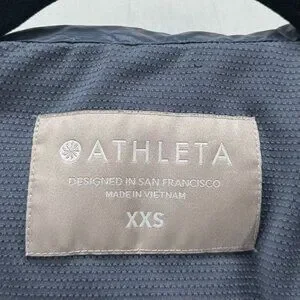 ATHLETA
DESIGNED IN SAN FRANCISCO
MADE IN VIETNAM
XXS